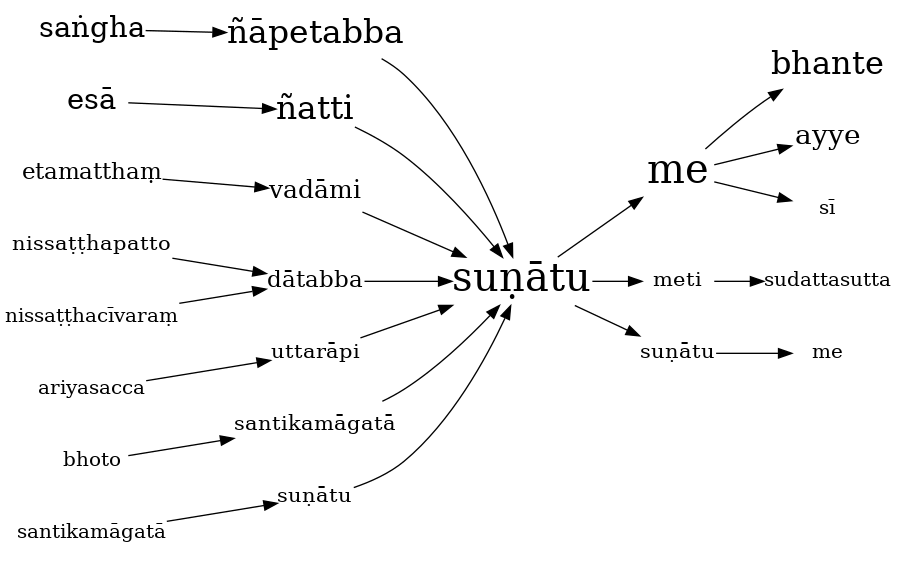 saṅgha
ñāpetabba
bhante
esā
ñatti
ayye
etamatthaṃ
vadāmi
me
sī
nissaṭṭhapatto
dātabba
suṇātu
meti
sudattasutta
nissaṭṭhacīvaraṃ
uttarāpi
suṇātu
me
ariyasacca
santikamāgatā
bhoto
suṇātu
santikamāgatā